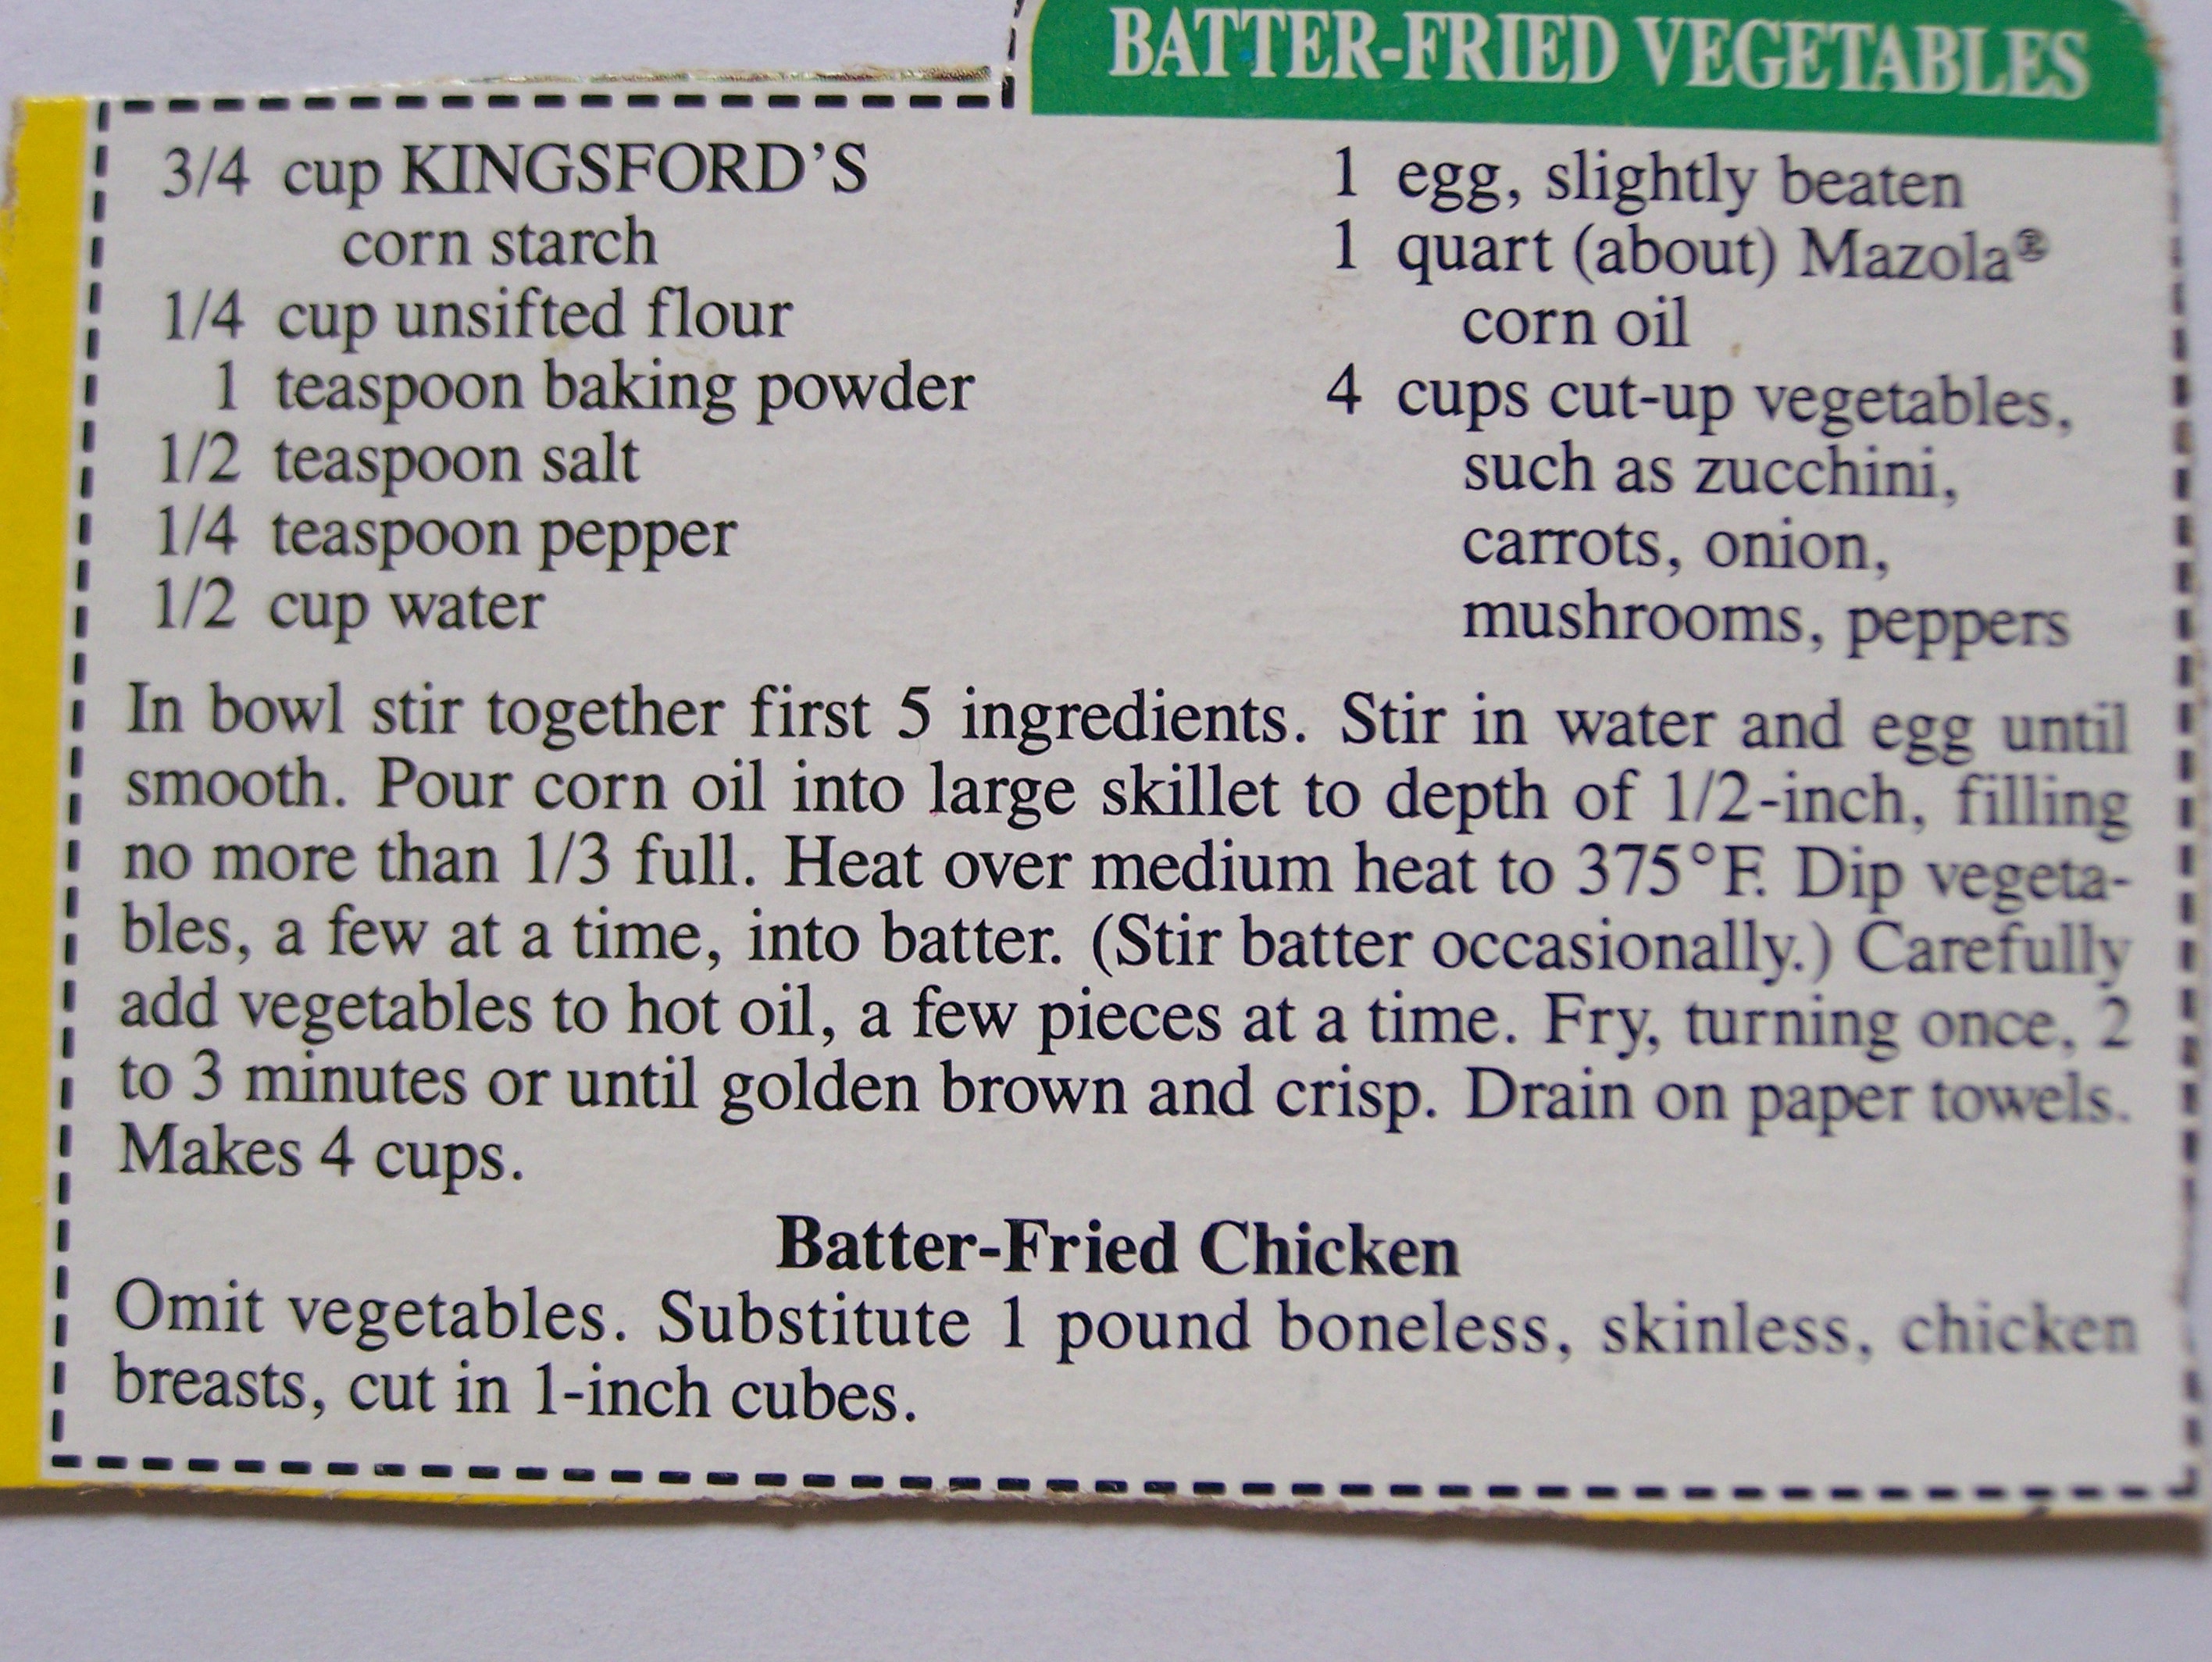 BATTER-FRIED VEGETABLES
3/4 cup KINGSFORD'S
corn starch
1/4 cup unsifted flour
1 teaspoon baking powder
1/2 teaspoon salt
1/4 teaspoon pepper
1/2 cup water
1 egg, slightly beaten
1 quart (about) Mazola®
corn oil
4 cups cut-up vegetables,
such as zucchini,
carrots, onion,
mushrooms, peppers
In bowl stir together first 5 ingredients. Stir in water and egg until
smooth. Pour corn oil into large skillet to depth of 1/2-inch, filling
no more than 1/3 full. Heat over medium heat to 375°F. Dip vegeta-
bles, a few at a time, into batter. (Stir batter occasionally.) Carefully
add vegetables to hot oil, a few pieces at a time. Fry, turning once, 2
to 3 minutes or until golden brown and crisp. Drain on paper towels.
Makes 4 cups.
Batter-Fried Chicken
Omit vegetables. Substitute 1 pound boneless, skinless, chicken
breasts, cut in 1-inch cubes.